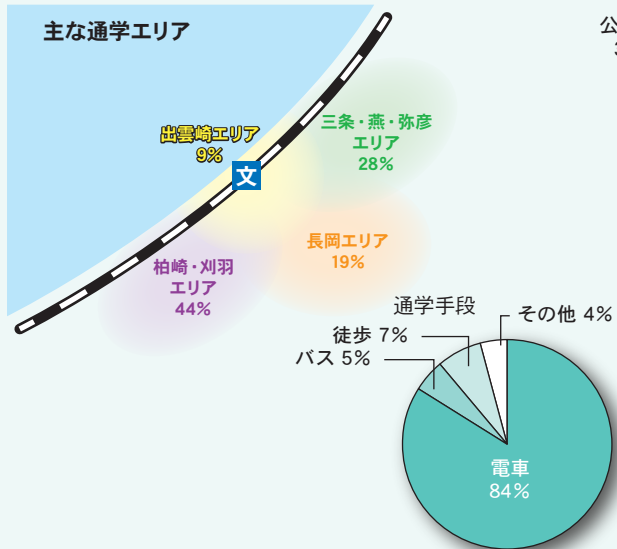 主な通学エリア
公
3
出雲崎エリア
9%
文
三条・燕・弥彦
エリア
28%
長岡エリア
19%
柏崎・刈羽
エリア
44%
通学手段
その他 4%
徒歩 7%
バス 5%
電車
84%